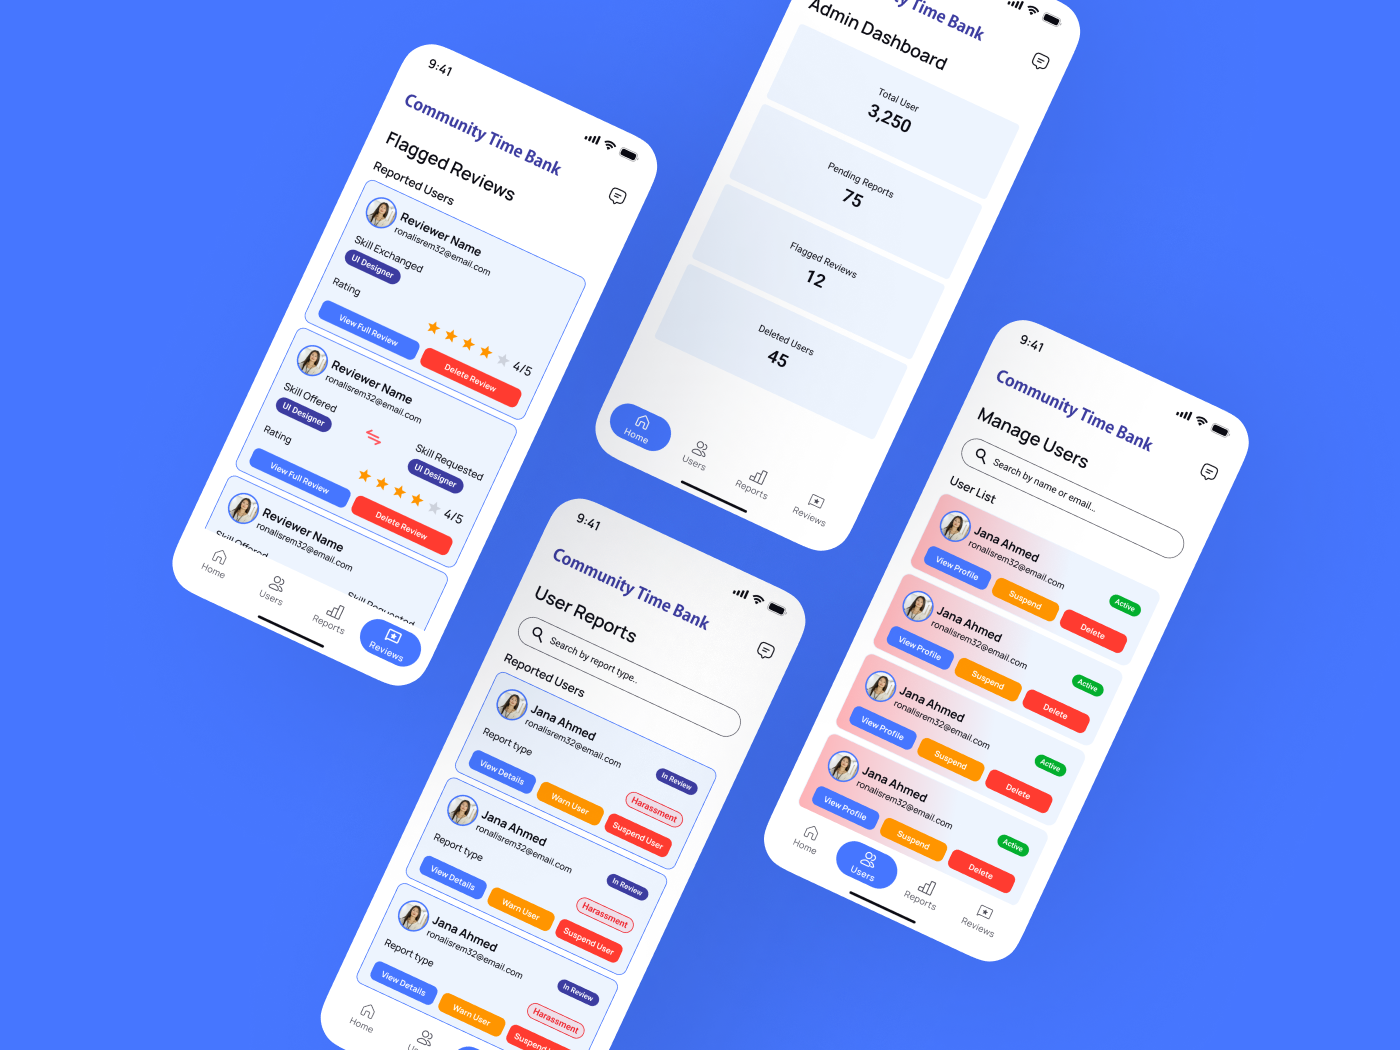 9:41
Community Time Bank
Flagged Reviews
Reported Users
Reviewer Name
ronalisrem32@email.com
Skill Exchanged
UI Designer
Rating
4/5
View Full Review
Delete Review
Reviewer Name
ronalisrem32@email.com
Skill Offered
UI Designer
Skill Requested
UI Designer
Rating
4/5
View Full Review
Delete Review
Reviewer Name
ronalisrem32@email.com
Skill Offered
Skill Requested
Home
Users
Reports
Reviews
Time Bank
Admin Dashboard
Total User
3,250
Pending Reports
75
Flagged Reviews
12
Deleted Users
45
Home
Users
Reports
Reviews
9:41
Community Time Bank
User Reports
Search by report type..
Reported Users
Jana Ahmed
ronalisrem32@email.com
In Review
Report type
Harassment
View Details
Warn User
Suspend User
Jana Ahmed
ronalisrem32@email.com
In Review
Report type
Harassment
View Details
Warn User
Suspend User
Jana Ahmed
ronalisrem32@email.com
In Review
Report type
Harassment
View Details
Warn User
Home
9:41
Community Time Bank
Manage Users
Search by name or email..
User List
Jana Ahmed
ronalisrem32@email.com
Active
View Profile
Suspend
Delete
Jana Ahmed
ronalisrem32@email.com
Active
View Profile
Suspend
Delete
Jana Ahmed
ronalisrem32@email.com
Active
View Profile
Suspend
Delete
Jana Ahmed
ronalisrem32@email.com
Active
View Profile
Suspend
Delete
Home
Users
Reports
Reviews